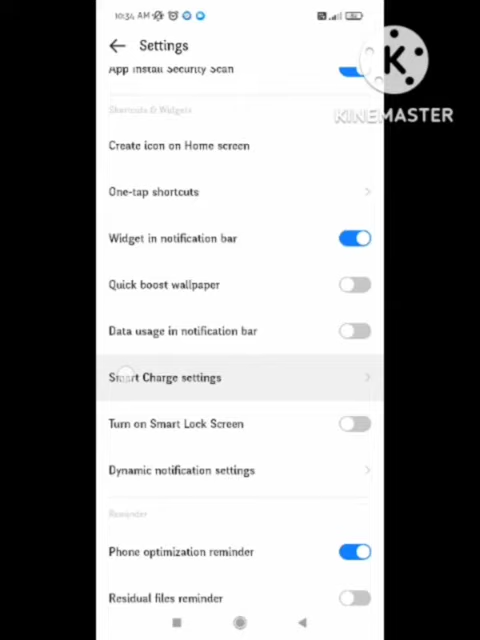 10:34 AM
Settings
App Install Security Scan
K
KINEMASTER
Shortcuts & Widgets
Create icon on Home screen
One-tap shortcuts
Widget in notification bar
Quick boost wallpaper
Data usage in notification bar
Smart Charge settings
Turn on Smart Lock Screen
Dynamic notification settings
Reminder
Phone optimization reminder
Residual files reminder